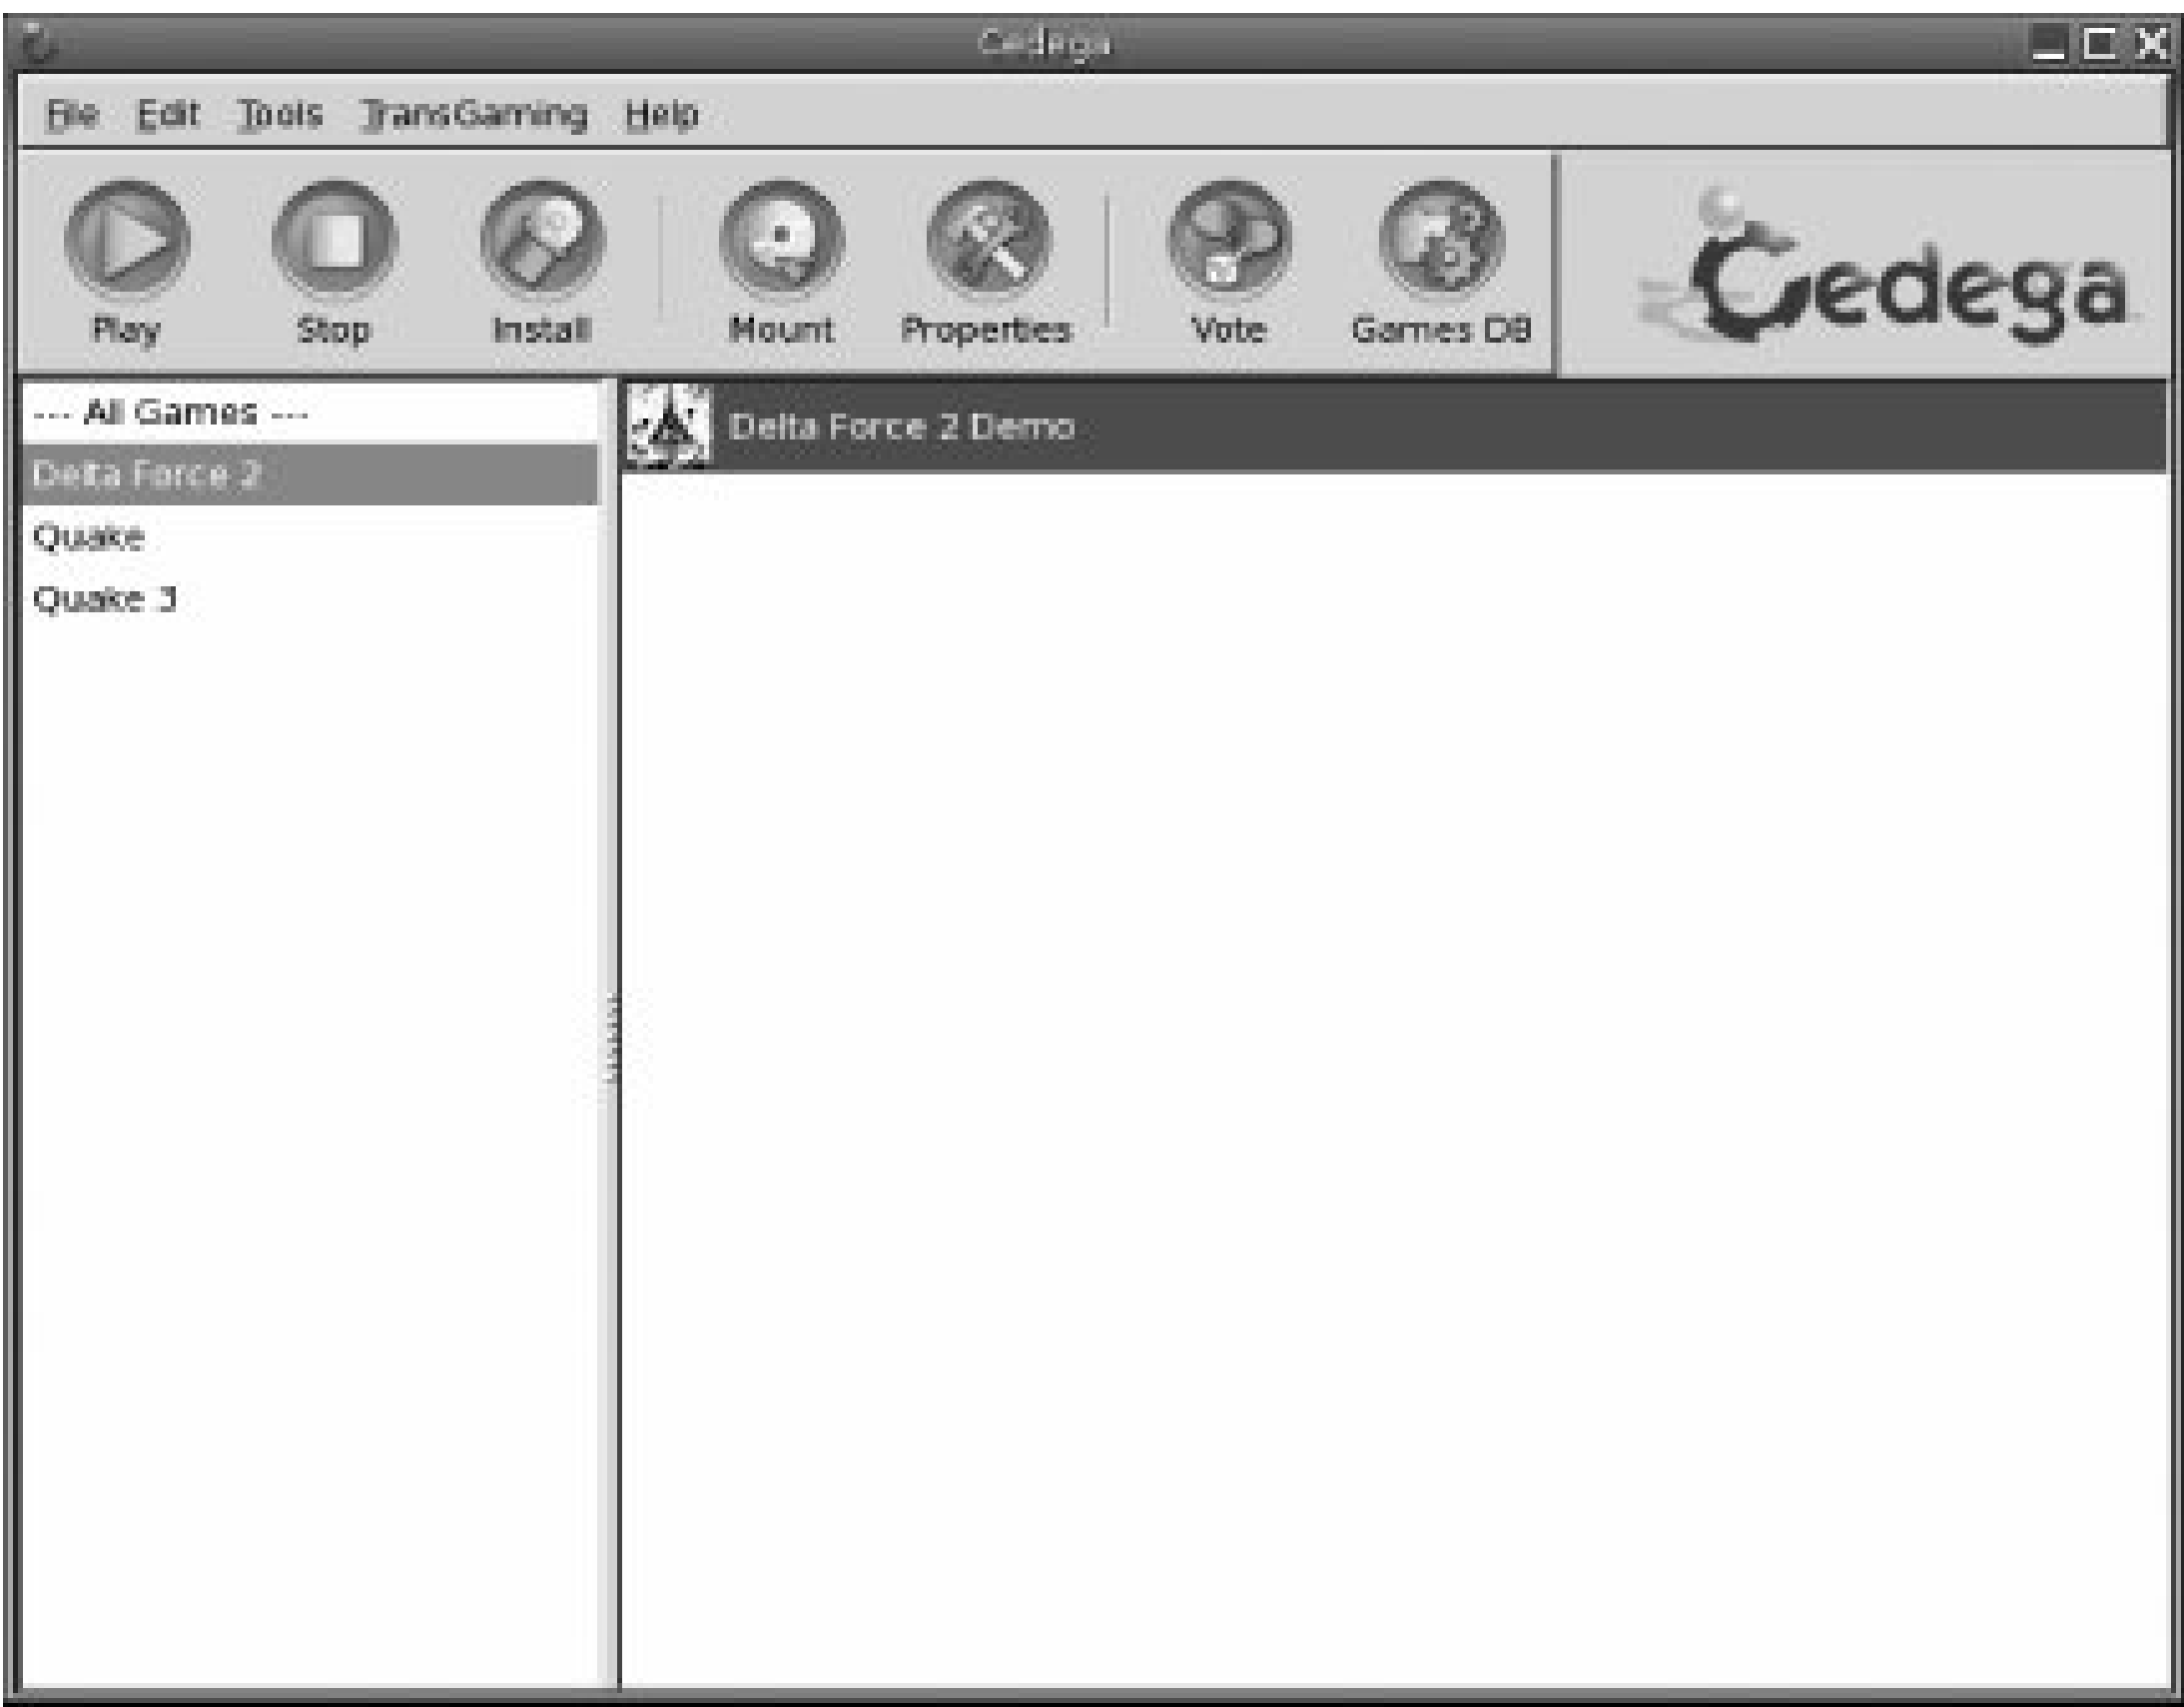 Cedega
File Edit Tools TransGaming Help
Play Stop Install Mount Properties Vote Games DB
Cedega
--- All Games ---
Delta Force 2
Quake
Quake 3
Delta Force 2 Demo